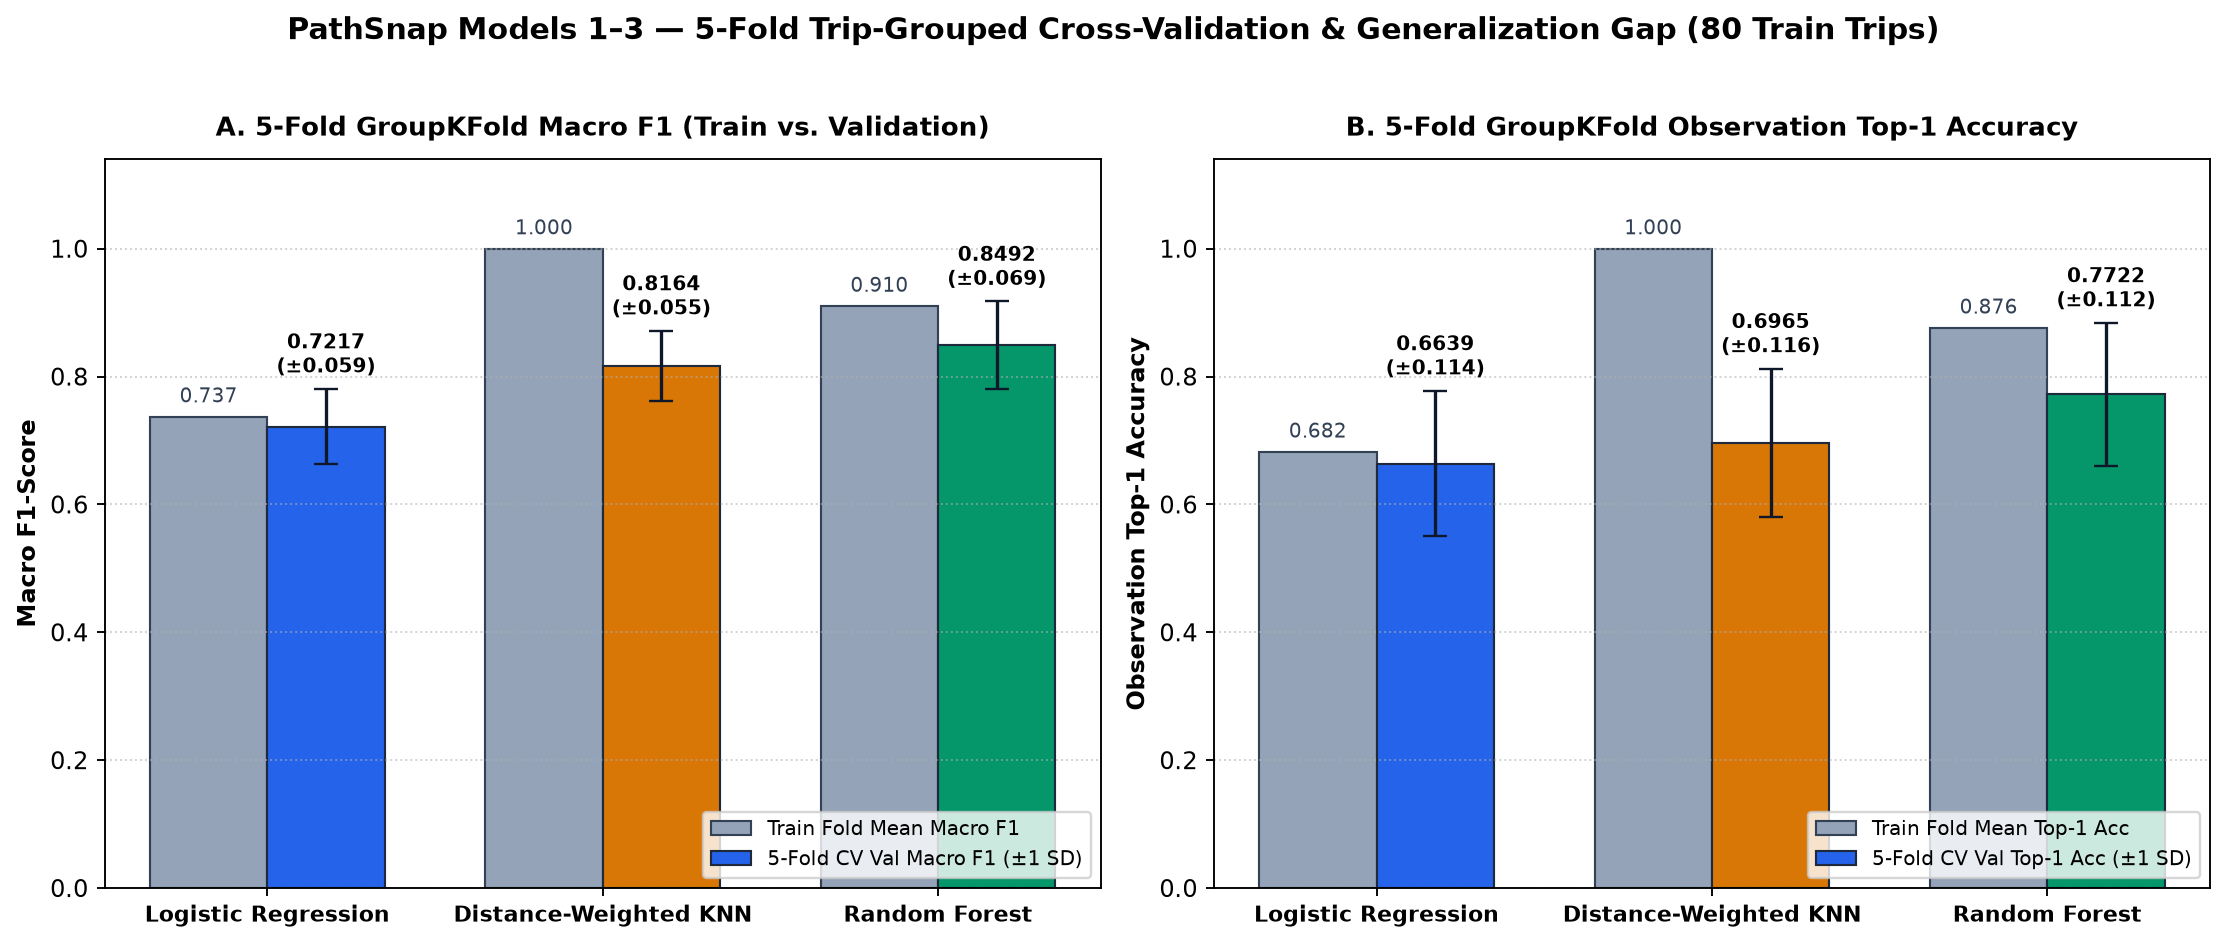 PathSnap Models 1–3 — 5-Fold Trip-Grouped Cross-Validation & Generalization Gap (80 Train Trips)
A. 5-Fold GroupKFold Macro F1 (Train vs. Validation)
Macro F1-Score
1.0
0.8
0.6
0.4
0.2
0.0
0.737
0.7217
(±0.059)
1.000
0.8164
(±0.055)
0.910
0.8492
(±0.069)
Train Fold Mean Macro F1
5-Fold CV Val Macro F1 (±1 SD)
Logistic Regression
Distance-Weighted KNN
Random Forest
B. 5-Fold GroupKFold Observation Top-1 Accuracy
Observation Top-1 Accuracy
1.0
0.8
0.6
0.4
0.2
0.0
0.682
0.6639
(±0.114)
1.000
0.6965
(±0.116)
0.876
0.7722
(±0.112)
Train Fold Mean Top-1 Acc
5-Fold CV Val Top-1 Acc (±1 SD)
Logistic Regression
Distance-Weighted KNN
Random Forest